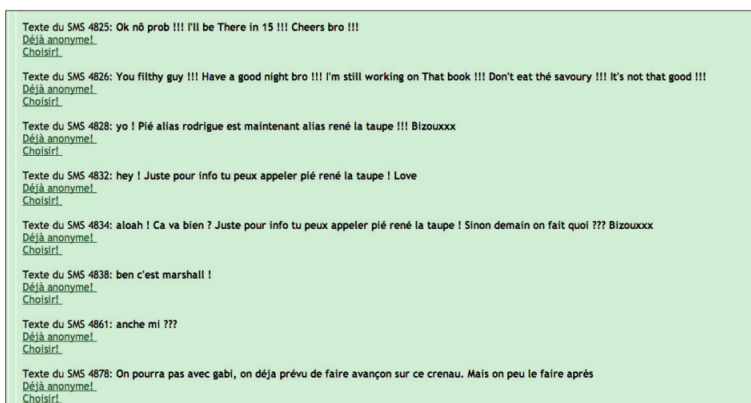 Texte du SMS 4825: Ok nô prob !!! I'll be There in 15 !!! Cheers bro !!!
Déjà anonyme!
Choisir!
Texte du SMS 4826: You filthy guy !!! Have a good night bro !!! I'm still working on That book !!! Don't eat thé savoury !!! It's not that good !!!
Déjà anonyme!
Choisir!
Texte du SMS 4828: yo ! Pié alias rodrigue est maintenant alias rené la taupe !!! Bizouxxx
Déjà anonyme!
Choisir!
Texte du SMS 4832: hey ! Juste pour info tu peux appeler pié rené la taupe ! Love
Déjà anonyme!
Choisir!
Texte du SMS 4834: aloah ! Ca va bien ? Juste pour info tu peux appeler pié rené la taupe ! Sinon demain on fait quoi ??? Bizouxxx
Déjà anonyme!
Choisir!
Texte du SMS 4838: ben c'est marshall !
Déjà anonyme!
Choisir!
Texte du SMS 4861: anche mi ???
Déjà anonyme!
Choisir!
Texte du SMS 4878: On pourra pas avec gabi, on déja prévu de faire avançon sur ce crenau. Mais on peu le faire après
Déjà anonyme!
Choisir!